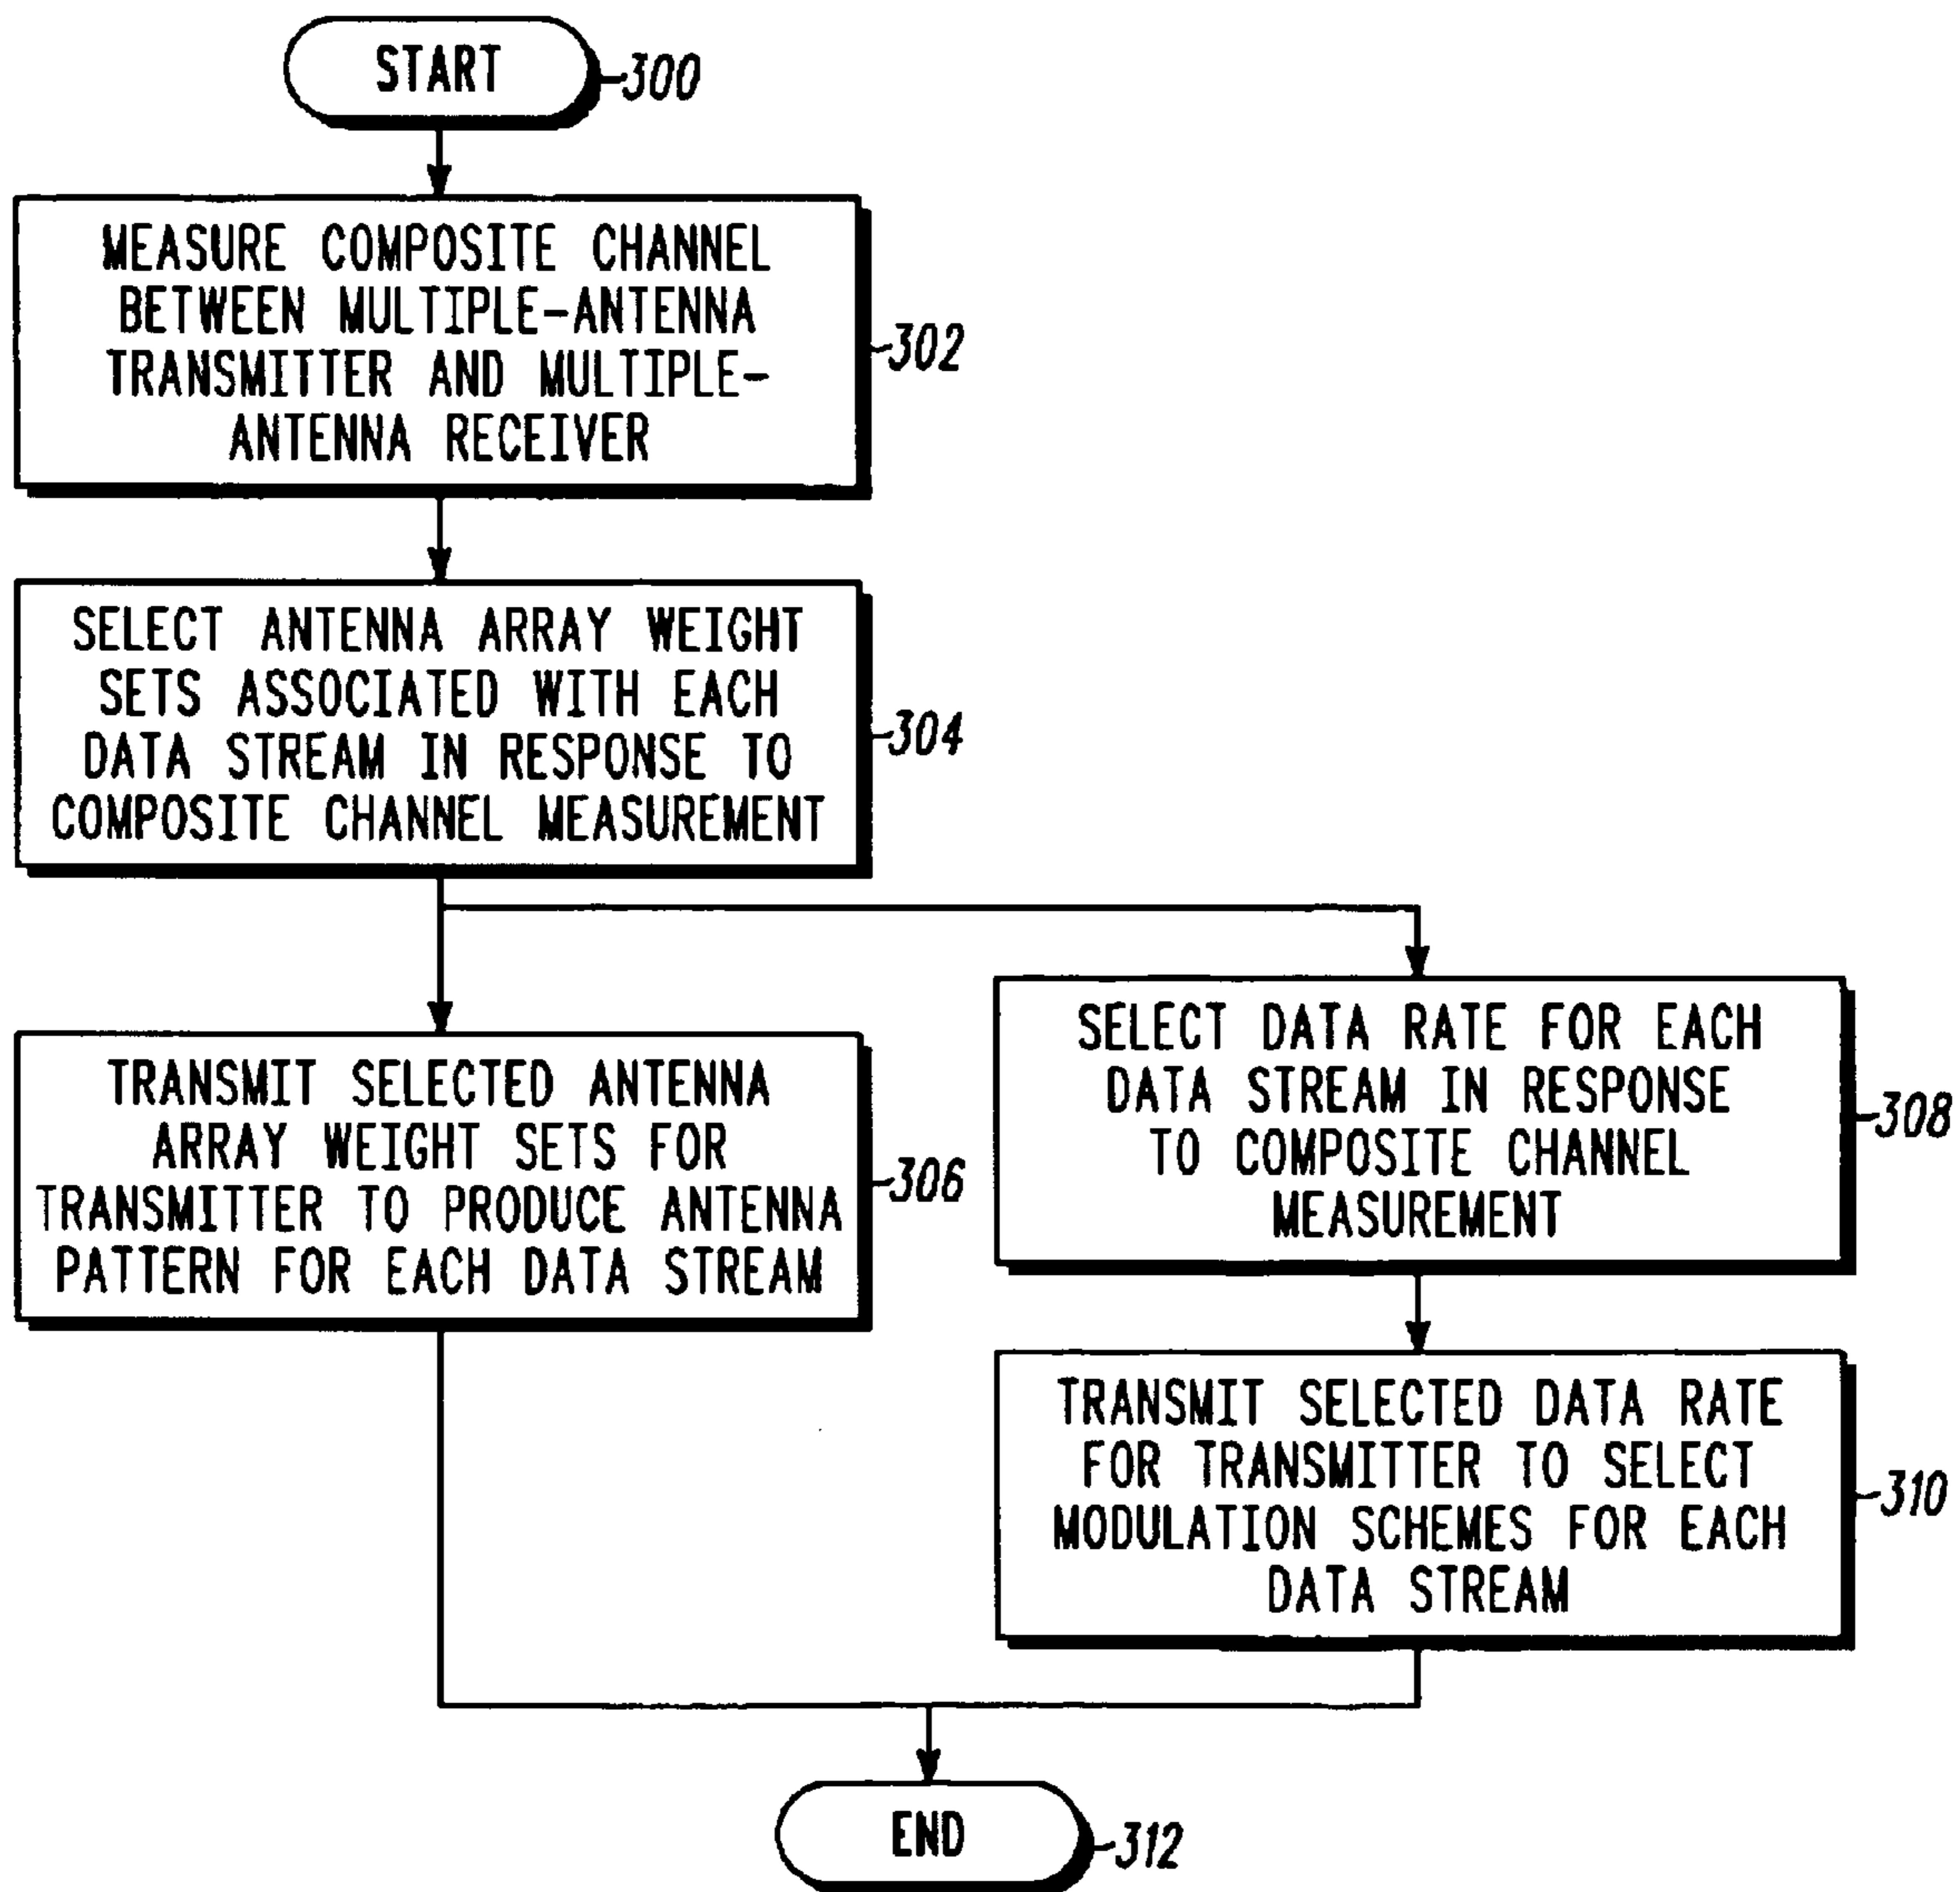 START
300
MEASURE COMPOSITE CHANNEL
BETWEEN MULTIPLE-ANTENNA
TRANSMITTER AND MULTIPLE-
ANTENNA RECEIVER
302
SELECT ANTENNA ARRAY WEIGHT
SETS ASSOCIATED WITH EACH
DATA STREAM IN RESPONSE TO
COMPOSITE CHANNEL MEASUREMENT
304
TRANSMIT SELECTED ANTENNA
ARRAY WEIGHT SETS FOR
TRANSMITTER TO PRODUCE ANTENNA
PATTERN FOR EACH DATA STREAM
306
SELECT DATA RATE FOR EACH
DATA STREAM IN RESPONSE
TO COMPOSITE CHANNEL
MEASUREMENT
308
TRANSMIT SELECTED DATA RATE
FOR TRANSMITTER TO SELECT
MODULATION SCHEMES FOR EACH
DATA STREAM
310
END
312